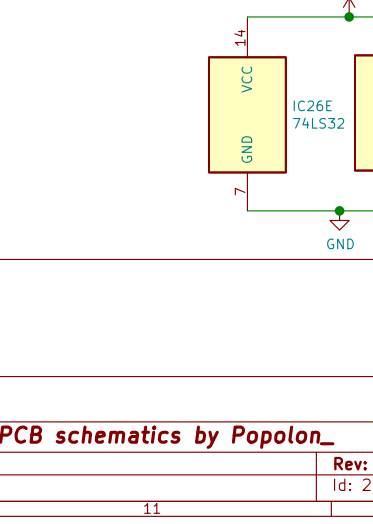 14
VCC
IC26E
74LS32
GND
7
GND
PCB schematics by Popolon_
Rev:
Id: 2
11